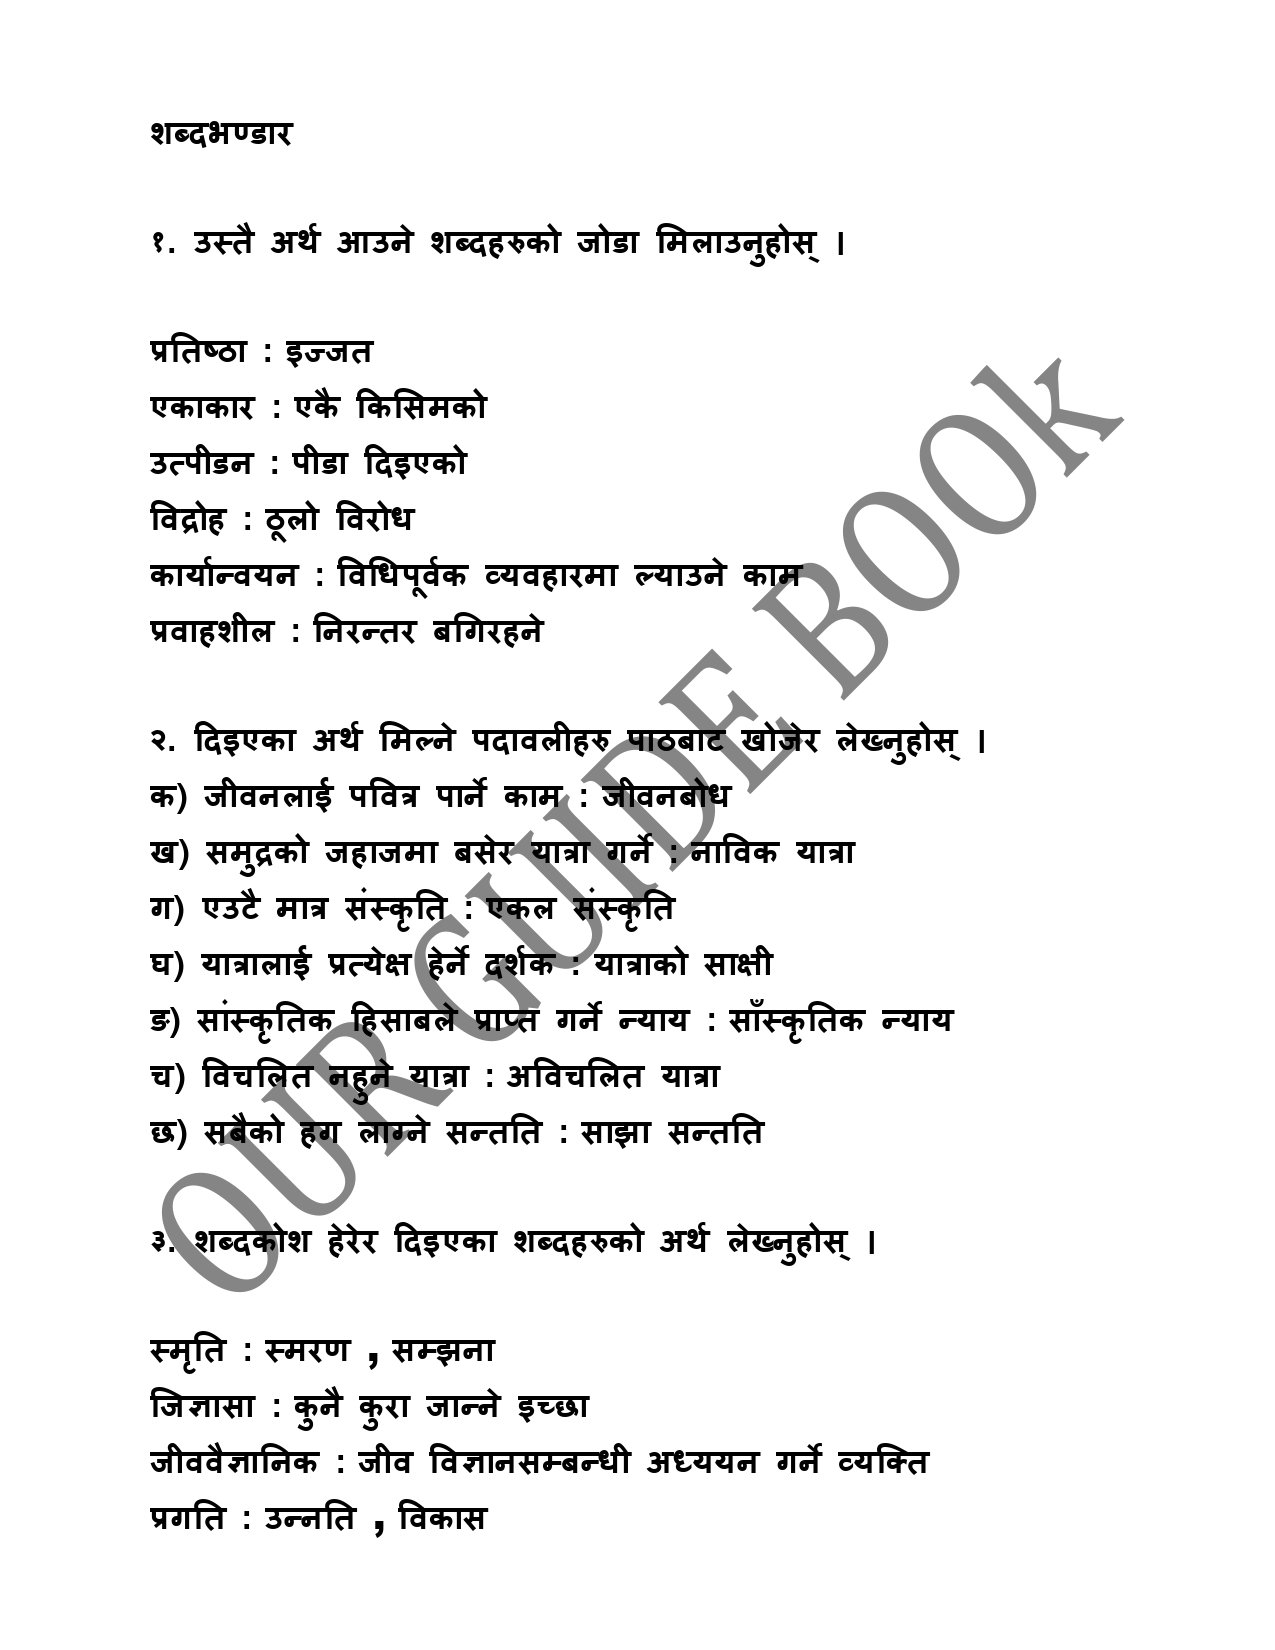 शब्दभण्डार
१. उस्तै अर्थ आउने शब्दहरुको जोडा मिलाउनुहोस् ।
प्रतिष्ठा : इज्जत
एकाकार : एकै किसिमको
उत्पीडन : पीडा दिइएको
विद्रोह : ठूलो विरोध
कार्यान्वयन : विधिपूर्वक व्यवहारमा ल्याउने काम
प्रवाहशील : निरन्तर बगिरहने
२. दिइएका अर्थ मिल्ने पदावलीहरु पाठबाट खोजेर लेख्नुहोस् ।
क) जीवनलाई पवित्र पार्ने काम : जीवनबोध
ख) समुद्रको जहाजमा बसेर यात्रा गर्ने : नाविक यात्रा
ग) एउटै मात्र संस्कृति : एकल संस्कृति
घ) यात्रालाई प्रत्येक्ष हेर्ने दर्शक : यात्राको साक्षी
ङ) सांस्कृतिक हिसाबले प्राप्त गर्ने न्याय : साँस्कृतिक न्याय
च) विचलित नहुने यात्रा : अविचलित यात्रा
छ) सबैको हग लाग्ने सन्तति : साझा सन्तति
३. शब्दकोश हेरेर दिइएका शब्दहरुको अर्थ लेख्नुहोस् ।
स्मृति : स्मरण , सम्झना
जिज्ञासा : कुनै कुरा जान्ने इच्छा
जीववैज्ञानिक : जीव विज्ञानसम्बन्धी अध्ययन गर्ने व्यक्ति
प्रगति : उन्नति , विकास
OUR GUIDE BOOk